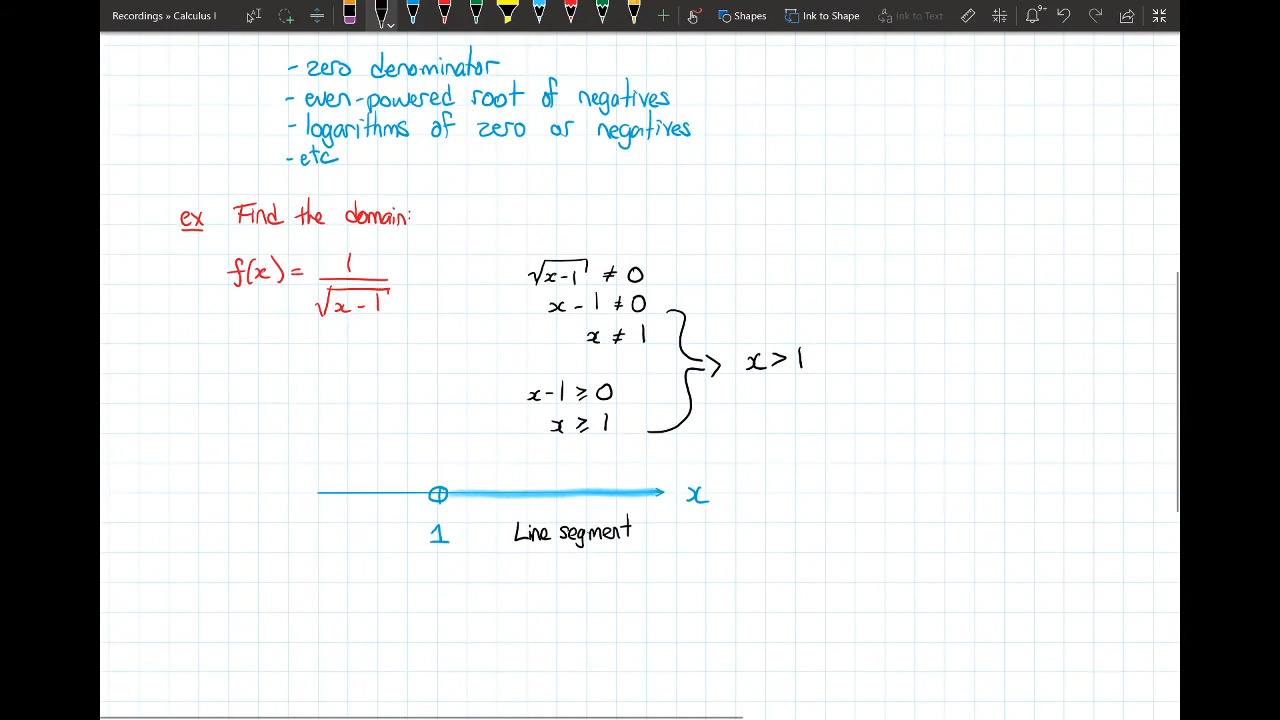 Recordings » Calculus I
Shapes
Ink to Shape
Ink to Text
9+
- zero denominator
- even-powered root of negatives
- logarithms of zero or negatives
- etc
ex Find the domain:
f(x) = 1/√(x - 1)
√(x-1) ≠ 0
x - 1 ≠ 0
x ≠ 1
x > 1
x-1 ≥ 0
x ≥ 1
x
1 Line segment